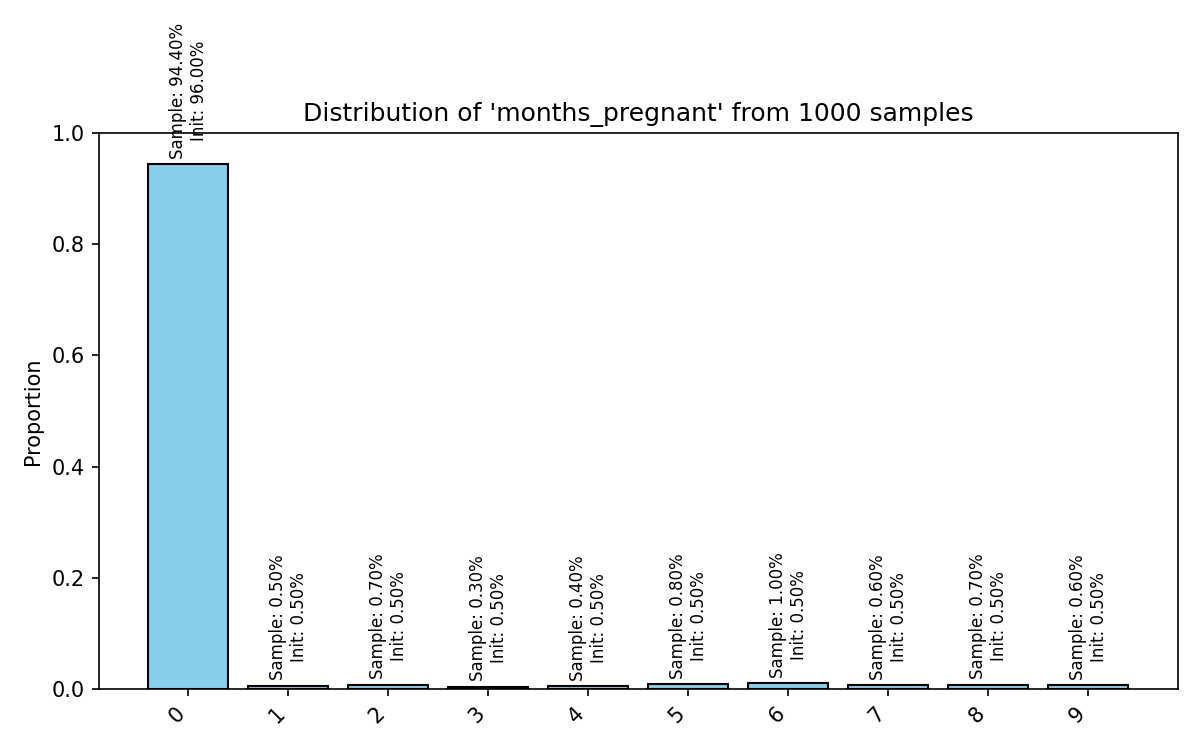 Distribution of 'months_pregnant' from 1000 samples
Proportion
1.0
0.8
0.6
0.4
0.2
0.0
Sample: 94.40%
Init: 96.00%
Sample: 0.50%
Init: 0.50%
Sample: 0.70%
Init: 0.50%
Sample: 0.30%
Init: 0.50%
Sample: 0.40%
Init: 0.50%
Sample: 0.80%
Init: 0.50%
Sample: 1.00%
Init: 0.50%
Sample: 0.60%
Init: 0.50%
Sample: 0.70%
Init: 0.50%
Sample: 0.60%
Init: 0.50%
0
1
2
3
4
5
6
7
8
9